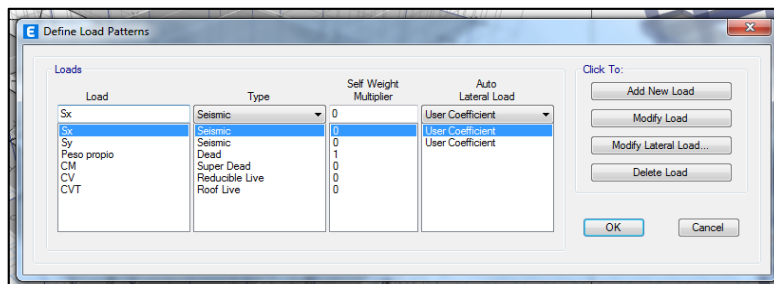 E Define Load Patterns
Loads
Click To:
Load Type Self Weight Multiplier Auto Lateral Load
Sx Seismic 0 User Coefficient
Sx Seismic 0 User Coefficient
Sy Seismic 0 User Coefficient
Peso propio Dead 1
CM Super Dead 0
CV Reducible Live 0
CVT Roof Live 0
Add New Load
Modify Load
Modify Lateral Load...
Delete Load
OK Cancel